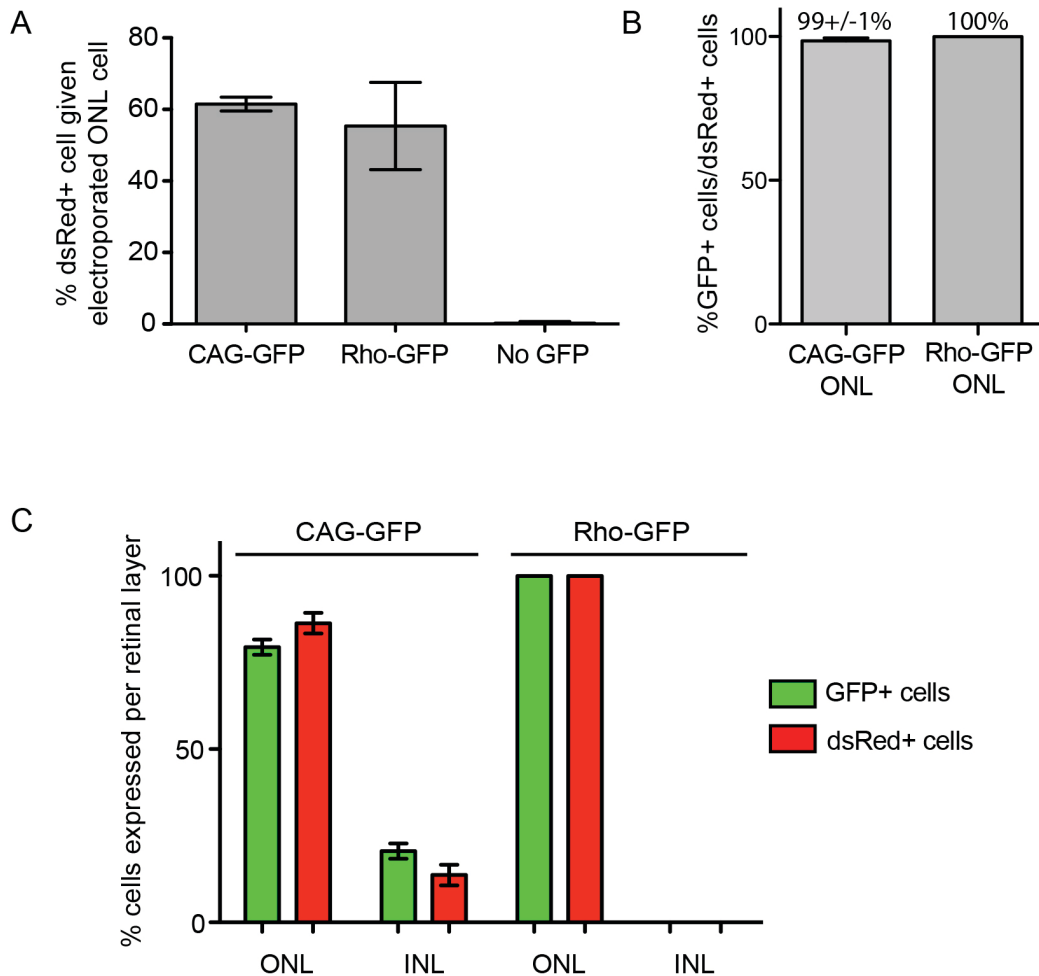 A
% dsRed+ cell given
electroporated ONL cell
80
60
40
20
0
CAG-GFP
Rho-GFP
No GFP
B
%GFP+ cells/dsRed+ cells
99+/-1%
100%
100
50
0
CAG-GFP
ONL
Rho-GFP
ONL
C
% cells expressed per retinal layer
CAG-GFP
Rho-GFP
100
50
0
ONL
INL
ONL
INL
GFP+ cells
dsRed+ cells